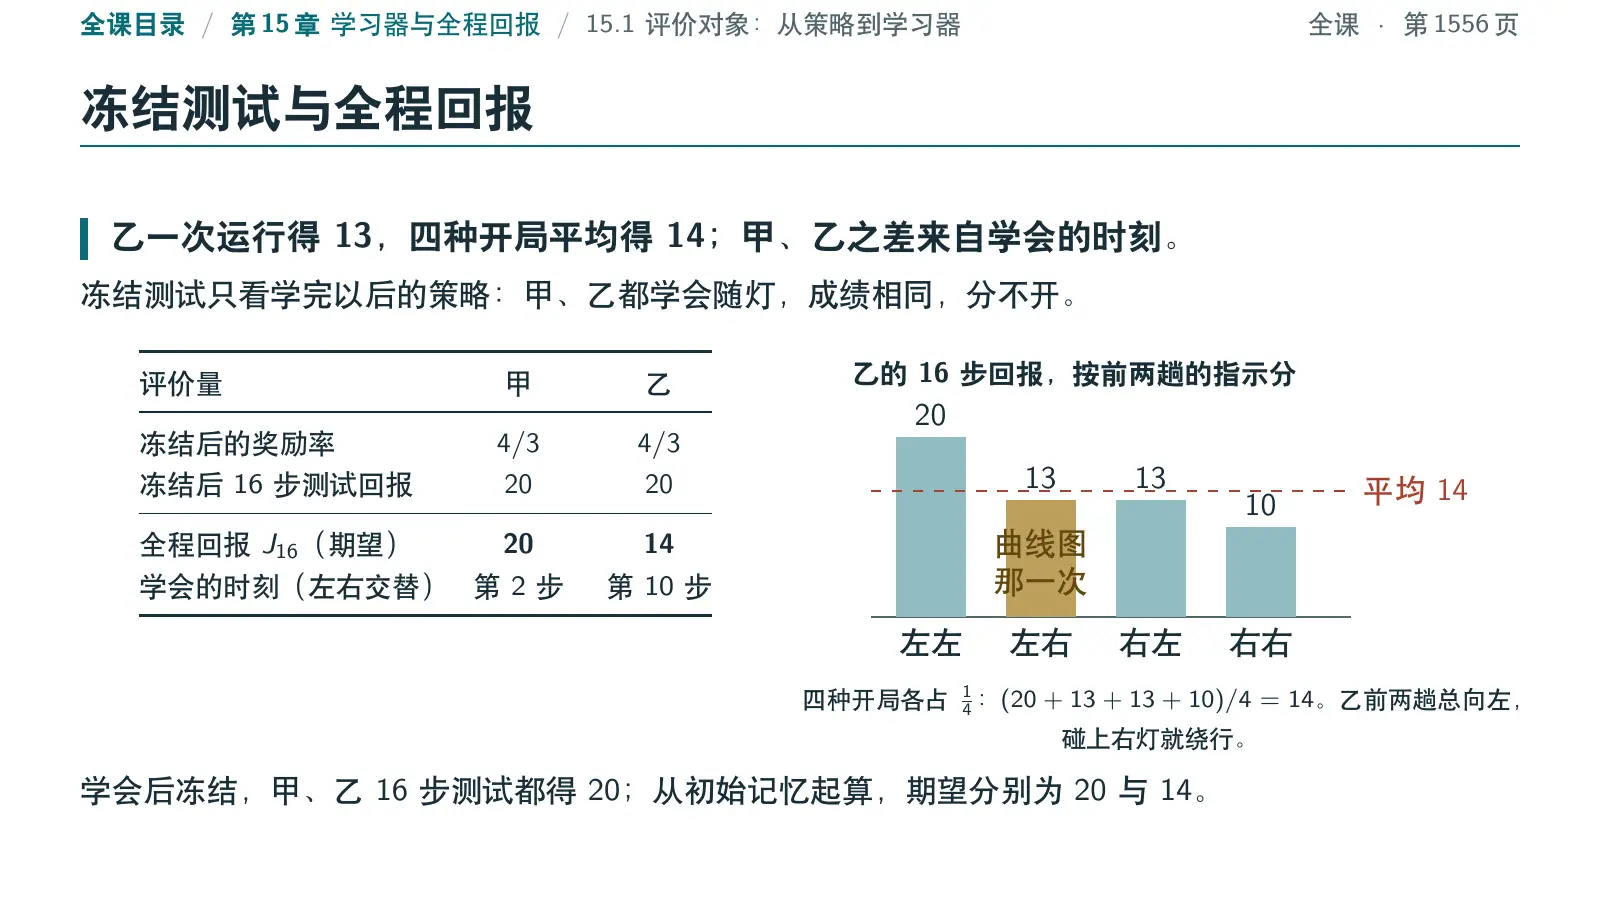 全课目录 / 第 15 章 学习器与全程回报 / 15.1 评价对象：从策略到学习器
全课 · 第 1556 页
冻结测试与全程回报
乙一次运行得 13，四种开局平均得 14；甲、乙之差来自学会的时刻。
冻结测试只看学完以后的策略：甲、乙都学会随灯，成绩相同，分不开。
评价量 甲 乙
冻结后的奖励率 4/3 4/3
冻结后 16 步测试回报 20 20
全程回报 J₁₆（期望） 20 14
学会的时刻（左右交替） 第 2 步 第 10 步
乙的 16 步回报，按前两趟的指示分
20
13
13
10
平均 14
曲线图
那一次
左左 左右 右左 右右
四种开局各占 1/4：(20 + 13 + 13 + 10)/4 = 14。乙前两趟总向左，
碰上右灯就绕行。
学会后冻结，甲、乙 16 步测试都得 20；从初始记忆起算，期望分别为 20 与 14。